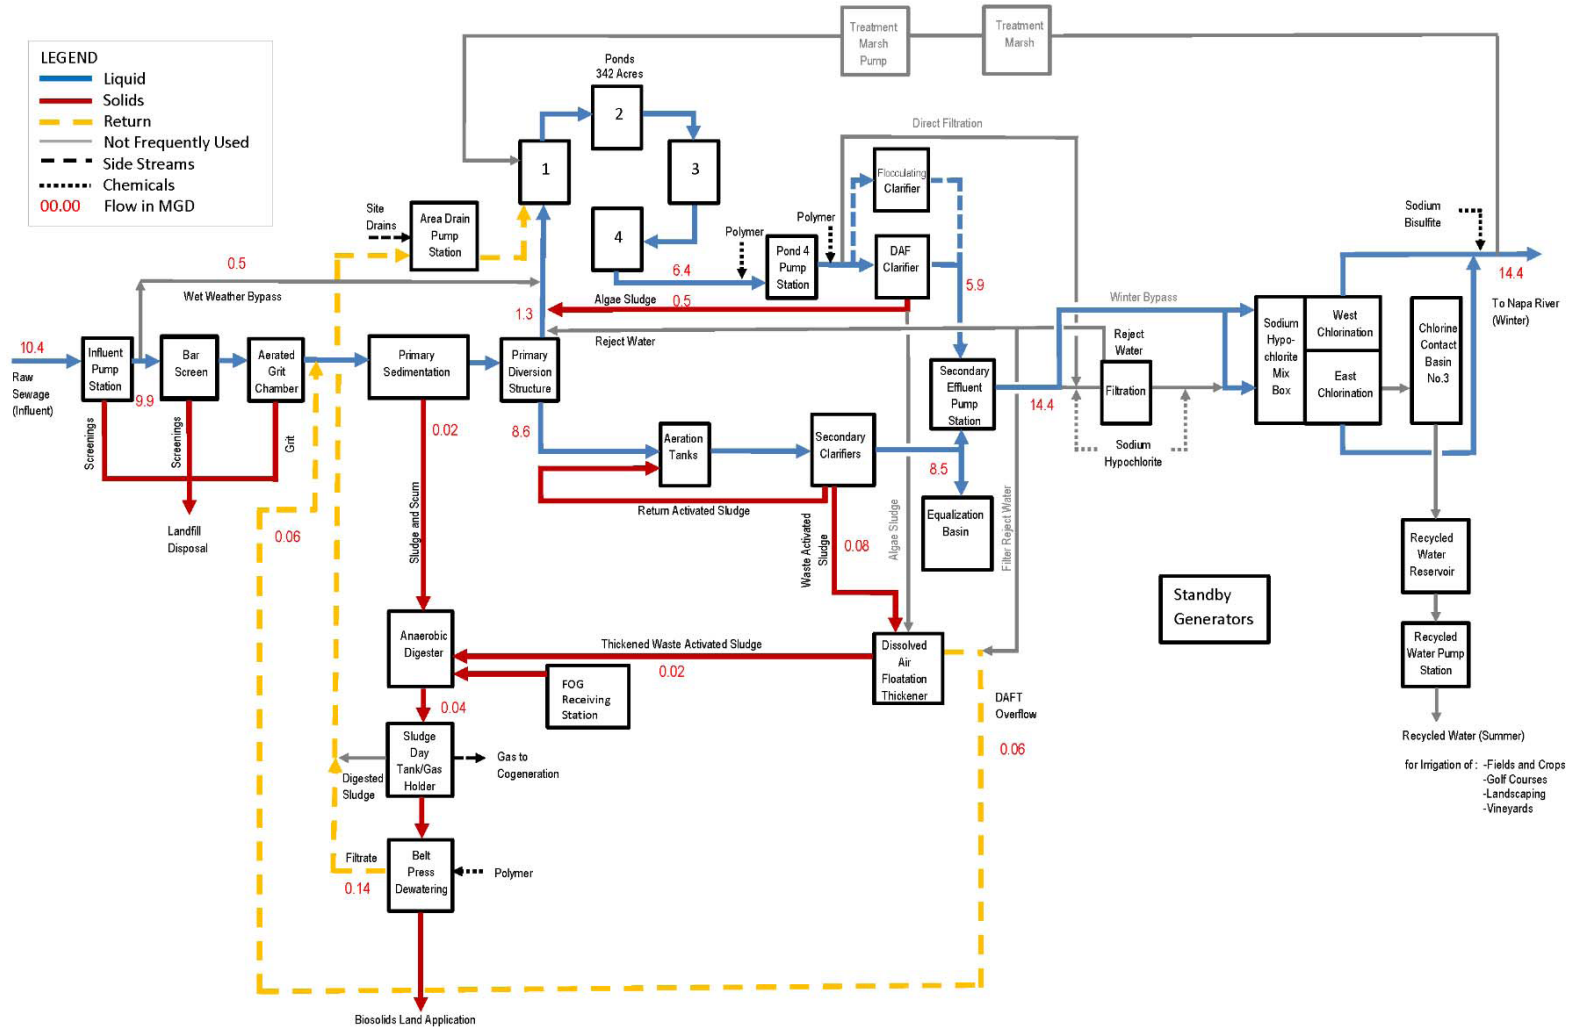 LEGEND
Liquid
Solids
Return
Not Frequently Used
Side Streams
Chemicals
00.00 Flow in MGD
Treatment
Marsh
Pump
Treatment
Marsh
Ponds
342 Acres
1
2
3
4
Direct Filtration
Flocculating
Clarifier
Polymer
Polymer
Pond 4
Pump
Station
DAF
Clarifier
6.4
5.9
Site
Drains
Area Drain
Pump
Station
Sodium
Bisulfite
14.4
To Napa River
(Winter)
0.5
Wet Weather Bypass
Algae Sludge
0.5
1.3
Reject Water
Winter Bypass
10.4
Raw
Sewage
(Influent)
Influent
Pump
Station
9.9
Bar
Screen
Aerated
Grit
Chamber
Primary
Sedimentation
Primary
Diversion
Structure
Secondary
Effluent
Pump
Station
14.4
Reject
Water
Filtration
Sodium
Hypochlorite
Sodium
Hypo-
chlorite
Mix
Box
West
Chlorination
East
Chlorination
Chlorine
Contact
Basin
No.3
Screenings
Screenings
Grit
Landfill
Disposal
0.06
0.02
Sludge and Scum
8.6
Aeration
Tanks
Secondary
Clarifiers
8.5
Return Activated Sludge
Waste Activated
Sludge
0.08
Algae Sludge
Equalization
Basin
Filter Reject Water
Recycled
Water
Reservoir
Standby
Generators
Recycled
Water Pump
Station
Recycled Water (Summer)
for Irrigation of : -Fields and Crops
-Golf Courses
-Landscaping
-Vineyards
Anaerobic
Digester
Thickened Waste Activated Sludge
0.02
FOG
Receiving
Station
Dissolved
Air
Floatation
Thickener
DAFT
Overflow
0.06
0.04
Sludge
Day
Tank/Gas
Holder
Digested
Sludge
Gas to
Cogeneration
Filtrate
0.14
Belt
Press
Dewatering
Polymer
Biosolids Land Application